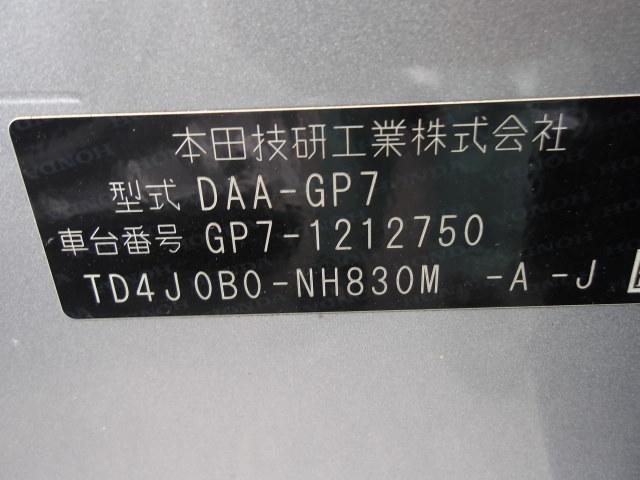 本田技研工業株式会社
型式 DAA-GP7
車台番号 GP7-1212750
TD4J0B0-NH830M -A -J